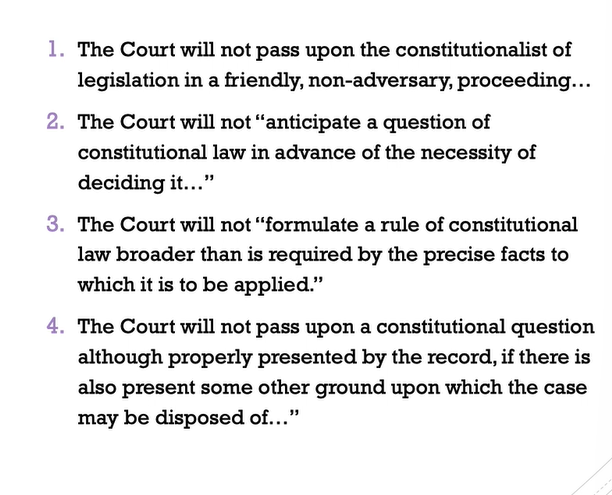 1. The Court will not pass upon the constitutionalist of
legislation in a friendly, non-adversary, proceeding…
2. The Court will not “anticipate a question of
constitutional law in advance of the necessity of
deciding it…”
3. The Court will not “formulate a rule of constitutional
law broader than is required by the precise facts to
which it is to be applied.”
4. The Court will not pass upon a constitutional question
although properly presented by the record, if there is
also present some other ground upon which the case
may be disposed of…”